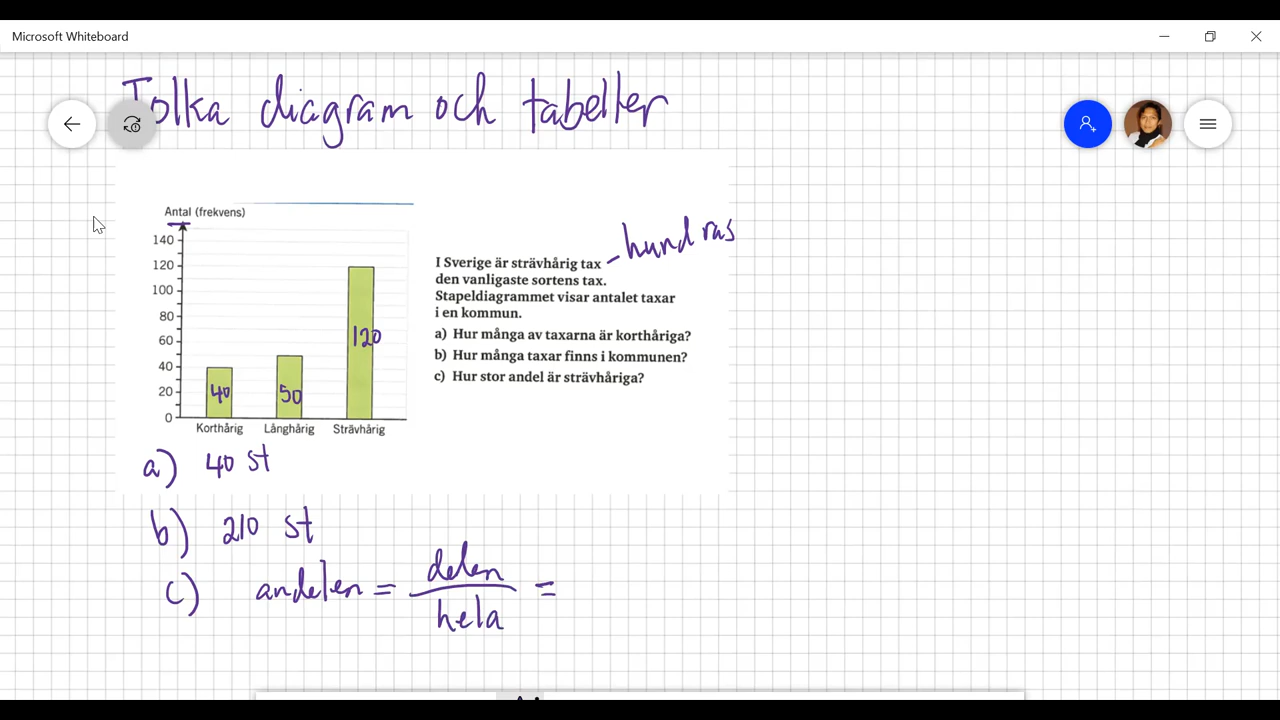 Microsoft Whiteboard
Tolka diagram och tabeller
Antal (frekvens)
140
120
100
80
60
40
20
0
40
50
120
Korthårig Långhårig Strävhårig
hundras
I Sverige är strävhårig tax
den vanligaste sortens tax.
Stapeldiagrammet visar antalet taxar
i en kommun.
a) Hur många av taxarna är korthåriga?
b) Hur många taxar finns i kommunen?
c) Hur stor andel är strävhåriga?
a) 40 st
b) 210 st
c) andelen = delen =
hela